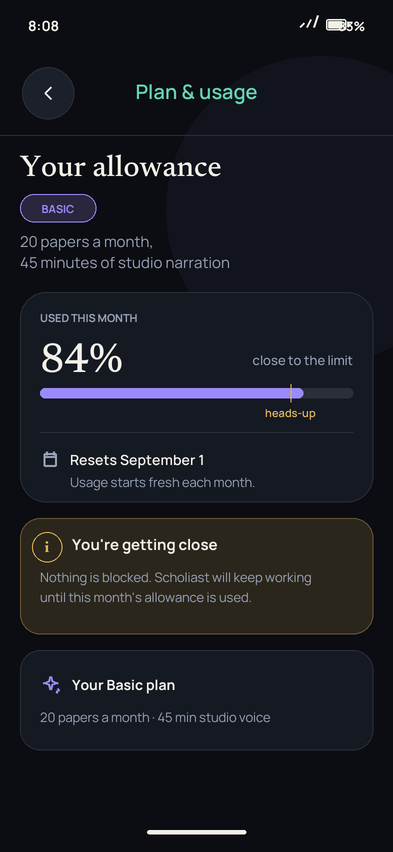 8:08
Plan & usage
Your allowance
BASIC
20 papers a month,
45 minutes of studio narration
USED THIS MONTH
84%
close to the limit
heads-up
Resets September 1
Usage starts fresh each month.
i
You're getting close
Nothing is blocked. Scholiast will keep working
until this month's allowance is used.
Your Basic plan
20 papers a month · 45 min studio voice